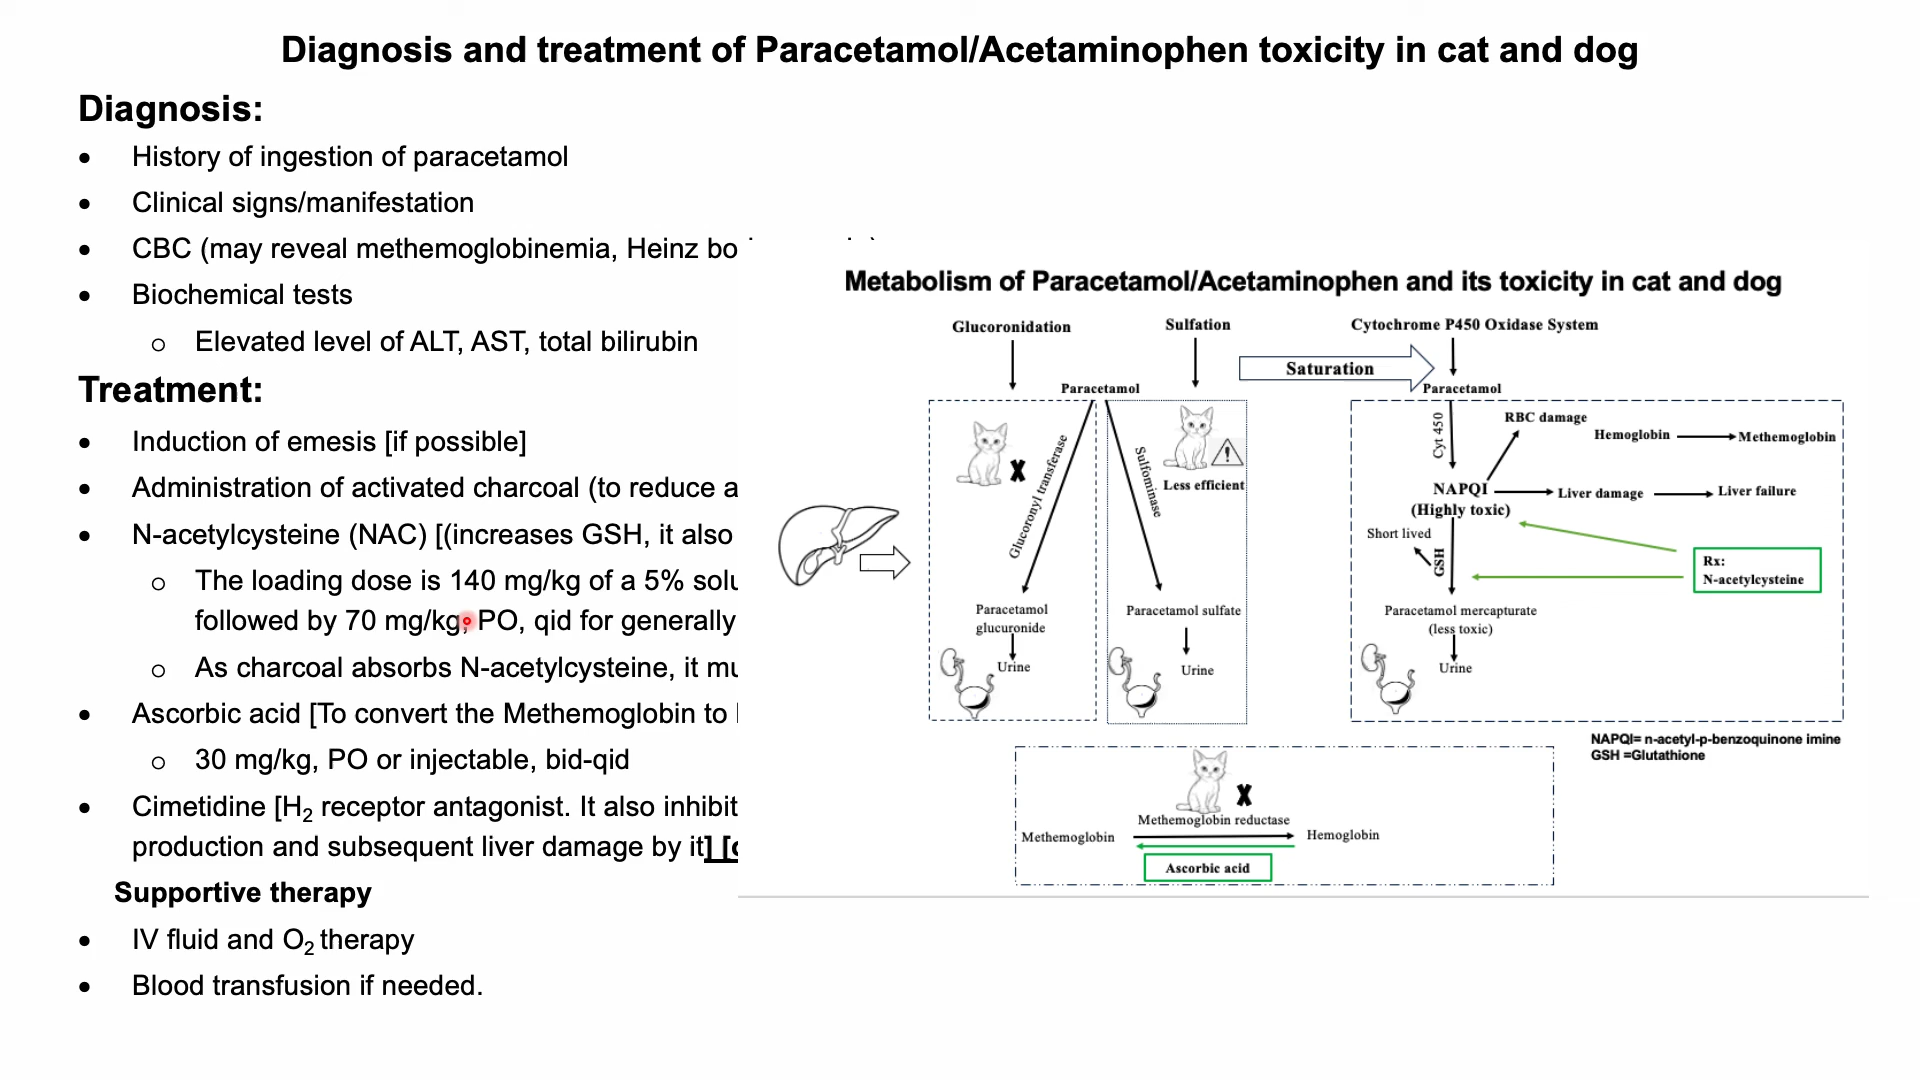 Diagnosis and treatment of Paracetamol/Acetaminophen toxicity in cat and dog
Diagnosis:
• History of ingestion of paracetamol
• Clinical signs/manifestation
• CBC (may reveal methemoglobinemia, Heinz bo
• Biochemical tests
o Elevated level of ALT, AST, total bilirubin
Treatment:
• Induction of emesis [if possible]
• Administration of activated charcoal (to reduce a
• N-acetylcysteine (NAC) [(increases GSH, it also
o The loading dose is 140 mg/kg of a 5% solu
followed by 70 mg/kg, PO, qid for generally
o As charcoal absorbs N-acetylcysteine, it mu
• Ascorbic acid [To convert the Methemoglobin to
o 30 mg/kg, PO or injectable, bid-qid
• Cimetidine [H₂ receptor antagonist. It also inhibit
production and subsequent liver damage by it] [
Supportive therapy
• IV fluid and O₂ therapy
• Blood transfusion if needed.
Metabolism of Paracetamol/Acetaminophen and its toxicity in cat and dog
Glucoronidation
Sulfation
Cytochrome P450 Oxidase System
Saturation
Paracetamol
Paracetamol
X
Glucoronyl transferase
Sulfominase
Less efficient
Paracetamol
glucuronide
Urine
Paracetamol sulfate
Urine
Cyt 450
RBC damage
Hemoglobin
Methemoglobin
NAPQI
(Highly toxic)
Liver damage
Liver failure
Short lived
GSH
Rx:
N-acetylcysteine
Paracetamol mercapturate
(less toxic)
Urine
NAPQI= n-acetyl-p-benzoquinone imine
GSH =Glutathione
X
Methemoglobin reductase
Methemoglobin
Hemoglobin
Ascorbic acid